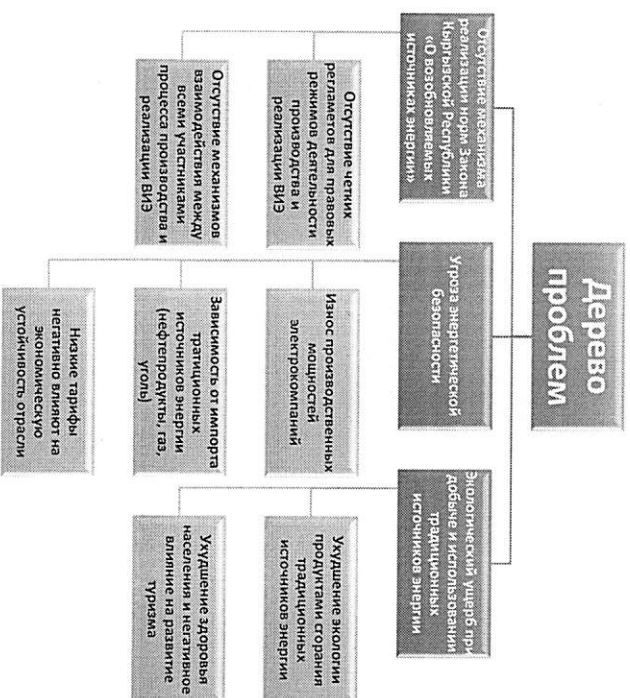 Дерево
проблем
Отсутствие механизма
реализации норм Закона
Кыргызской Республики
«О возобновляемых
источниках энергии»
Отсутствие четких
регламетов для правовых
режимов деятельности
производства и
реализации ВИЭ
Отсутствие механизмов
взаимодействия между
всеми участниками
процесса производства и
реализации ВИЭ
Угроза энергетической
безопасности
Износ производственных
мощностей
электрокомпаний
Зависимость от импорта
тратиционных
источников энергии
(нефтепродукты, газ,
уголь)
Низкие тарифы
негативно влияют на
экономическую
устойчивость отрасли
Экологический ущерб при
добыче и использовании
традиционных
источников энергии
Ухудшение экологии
продуктами сгорания
традиционных
источников энергии
Ухудшение здоровья
населения и негативное
влияние на развитие
туризма